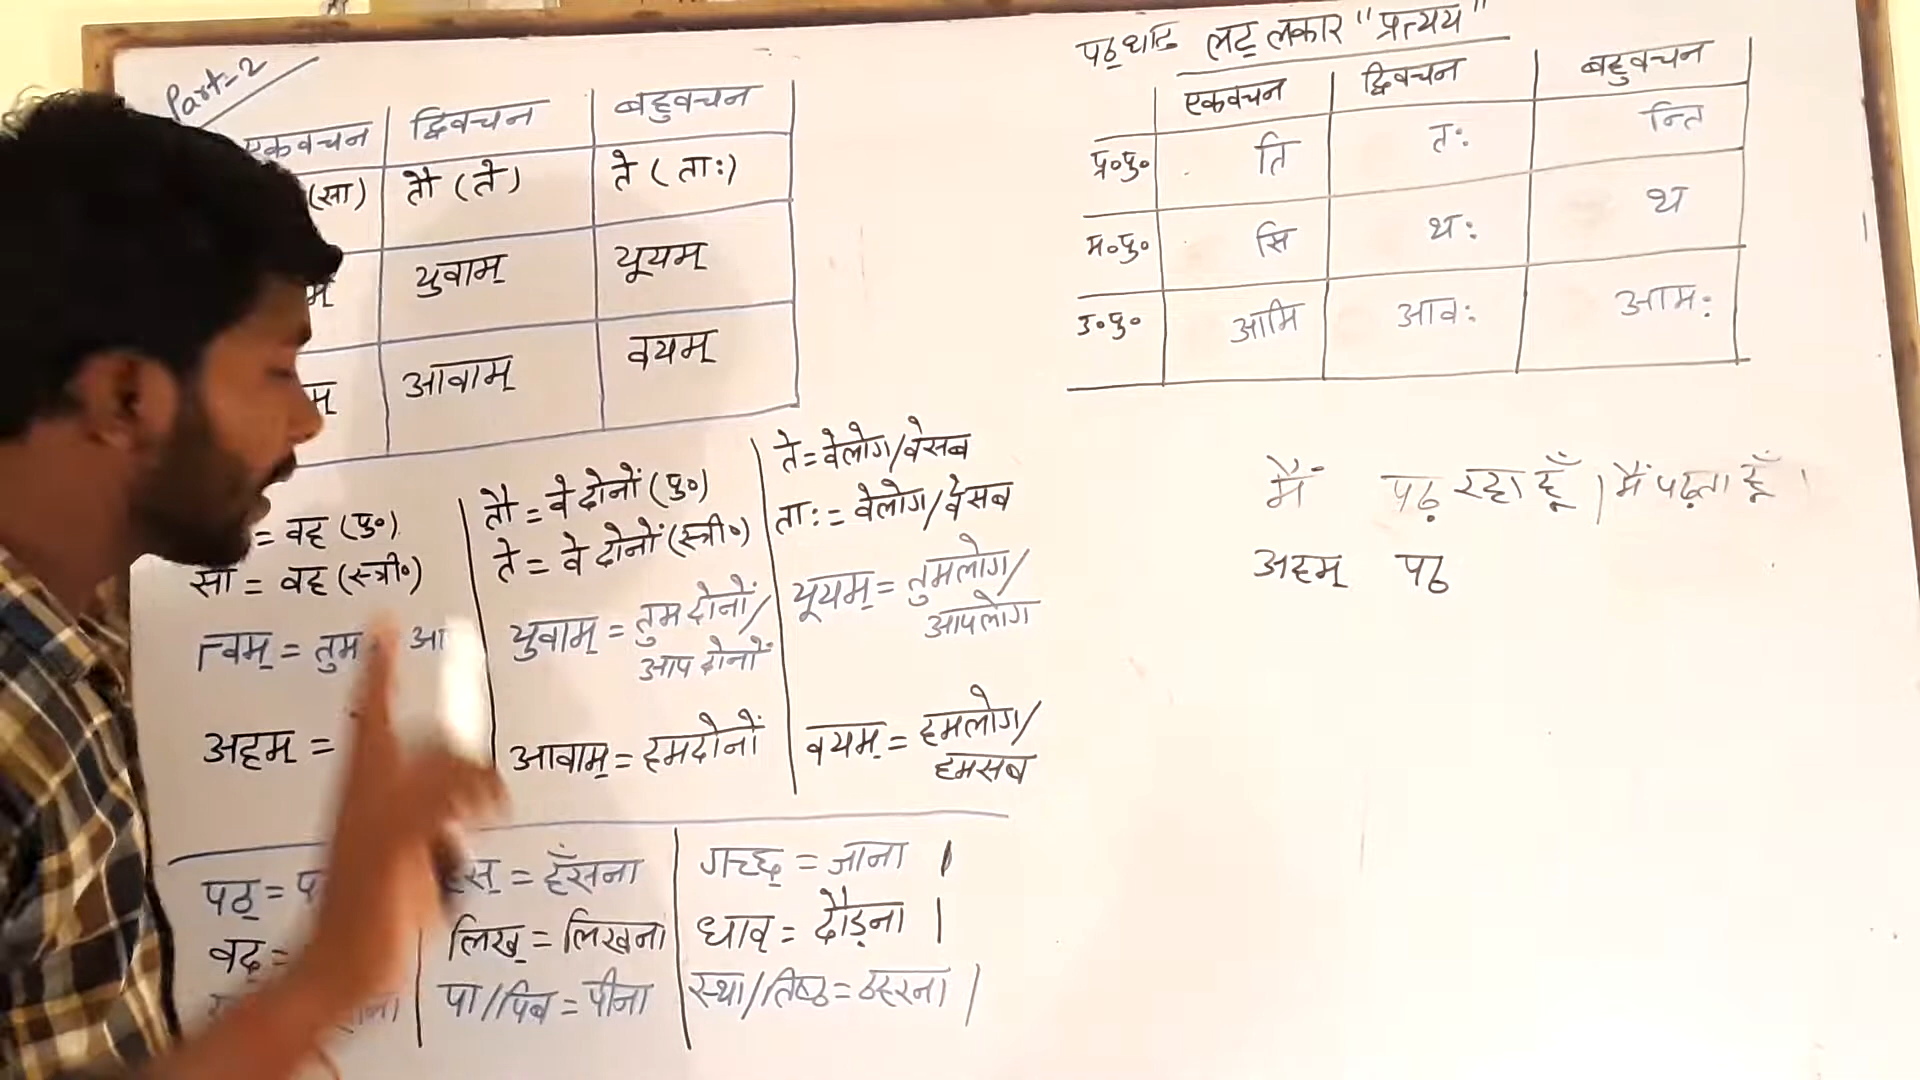 Part-2
एकवचन द्विवचन बहुवचन
(सा) तौ (ते) ते (ताः)
म् युवाम् यूयम्
म् आवाम् वयम्
= वह (पु०)
सा = वह (स्त्री०)
त्वम् = तुम
अहम् =
तौ = वे दोनों (पु०)
ते = वे दोनों (स्त्री०)
युवाम् = तुम दोनों/
आप दोनों
आवाम् = हमदोनों
ते = वेलोग/वेसब
ताः = वेलोग/वेसब
यूयम् = तुमलोग/
आपलोग
वयम् = हमलोग/
हमसब
पठ् =
वद् =
= हँसना
लिख् = लिखना
पा/पिब = पीना
गच्छ् = जाना
धाव् = दौड़ना
स्था/तिष्ठ = ठहरना
पठ् धातु लट् लकार "प्रत्यय"
एकवचन द्विवचन बहुवचन
प्र०पु० ति तः न्ति
म०पु० सि थः थ
उ०पु० आमि आवः आमः
मैं पढ़ रहा हूँ । मैं पढ़ता हूँ ।
अहम् पठ